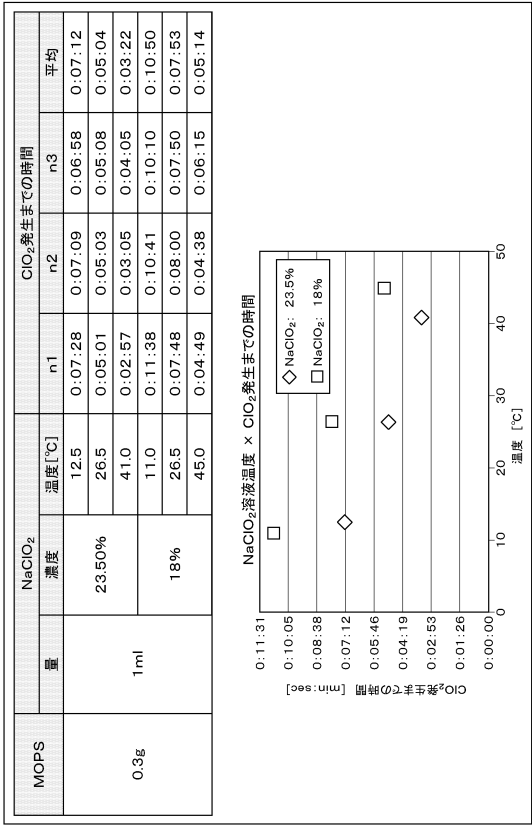 MOPS NaClO₂ ClO₂発生までの時間
量 濃度 温度[℃] n1 n2 n3 平均
0.3g 1ml 23.50% 12.5 0:07:28 0:07:09 0:06:58 0:07:12
26.5 0:05:01 0:05:03 0:05:08 0:05:04
41.0 0:02:57 0:03:05 0:04:05 0:03:22
18% 11.0 0:11:38 0:10:41 0:10:10 0:10:50
26.5 0:07:48 0:08:00 0:07:50 0:07:53
45.0 0:04:49 0:04:38 0:06:15 0:05:14
NaClO₂溶液温度 × ClO₂発生までの時間
ClO₂発生までの時間 [min:sec]
0:11:31
0:10:05
0:08:38
0:07:12
0:05:46
0:04:19
0:02:53
0:01:26
0:00:00
NaClO₂: 23.5%
NaClO₂: 18%
0 10 20 30 40 50
温度 [℃]